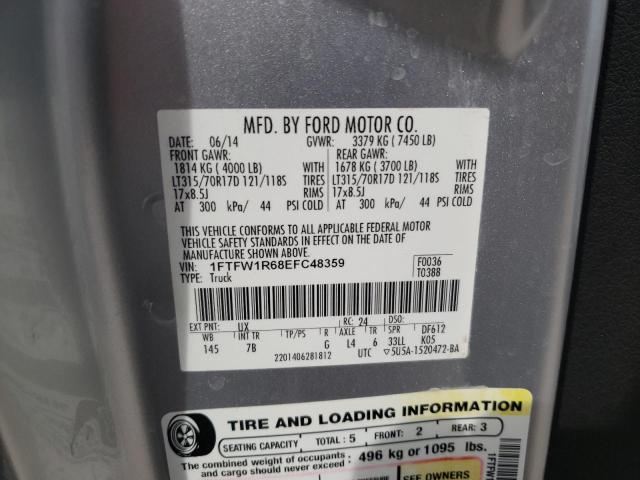 MFD. BY FORD MOTOR CO.
DATE: 06/14 GVWR: 3379 KG ( 7450 LB)
FRONT GAWR: REAR GAWR:
1814 KG ( 4000 LB) WITH 1678 KG ( 3700 LB) WITH
LT315/70R17D 121/118S TIRES LT315/70R17D 121/118S TIRES
17x8.5J RIMS 17x8.5J RIMS
AT 300 kPa/ 44 PSI COLD AT 300 kPa/ 44 PSI COLD
THIS VEHICLE CONFORMS TO ALL APPLICABLE FEDERAL MOTOR
VEHICLE SAFETY STANDARDS IN EFFECT ON THE DATE OF
MANUFACTURE SHOWN ABOVE.
VIN: 1FTFW1R68EFC48359 F0036
TYPE: Truck T0388
EXT PNT: UX RC: 24 DSO:
WB INT TR TP/PS R AXLE TR SPR DF612
145 7B G L4 6 33LL K05
2201406281812 UTC ▽5U5A-1520472-BA
TIRE AND LOADING INFORMATION
SEATING CAPACITY TOTAL : 5 FRONT: 2 REAR: 3
The combined weight of occupants and cargo should never exceed : 496 kg or 1095 lbs.
SEE OWNERS